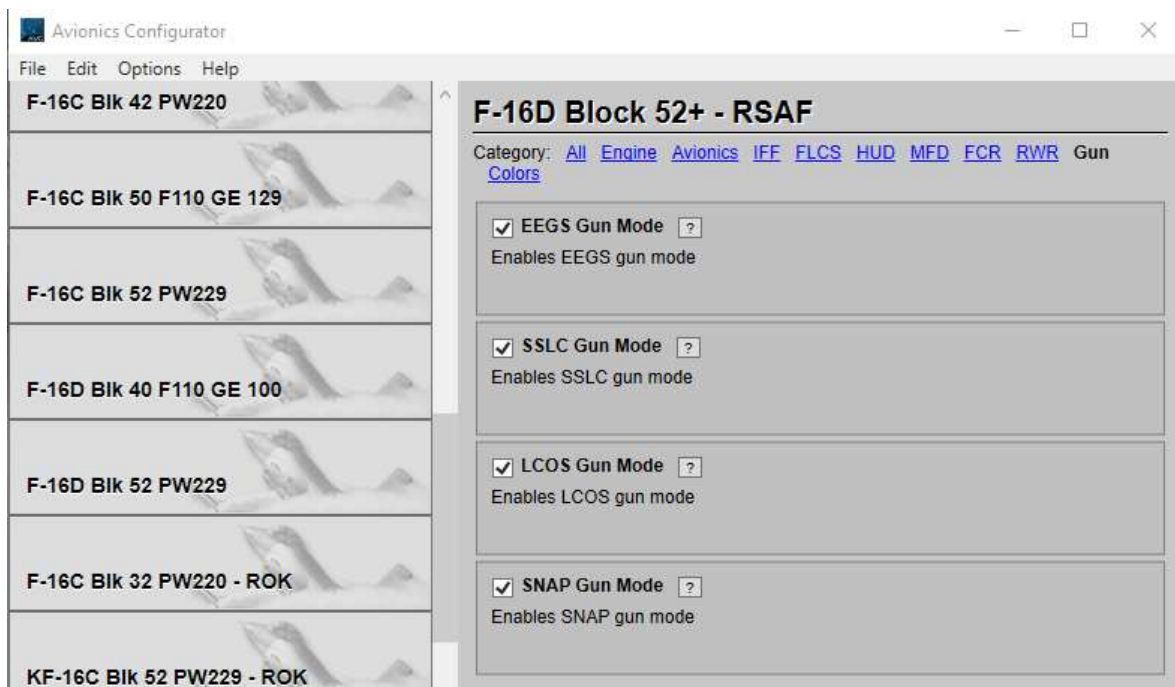 Avionics Configurator
File Edit Options Help
F-16C Blk 42 PW220
F-16C Blk 50 F110 GE 129
F-16C Blk 52 PW229
F-16D Blk 40 F110 GE 100
F-16D Blk 52 PW229
F-16C Blk 32 PW220 - ROK
KF-16C Blk 52 PW229 - ROK
F-16D Block 52+ - RSAF
Category: All Engine Avionics IFF FLCS HUD MFD FCR RWR Gun
Colors
EEGS Gun Mode ?
Enables EEGS gun mode
SSLC Gun Mode ?
Enables SSLC gun mode
LCOS Gun Mode ?
Enables LCOS gun mode
SNAP Gun Mode ?
Enables SNAP gun mode